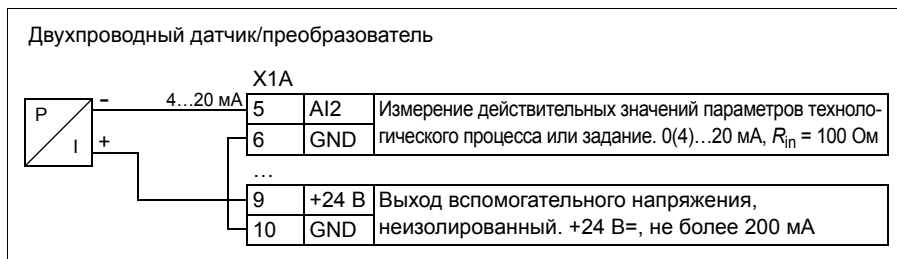 Двухпроводный датчик/преобразователь
X1A
P
I
-
+
4…20 мА
5 AI2 Измерение действительных значений параметров техноло-
6 GND гического процесса или задание. 0(4)…20 мА, Rin = 100 Ом
…
9 +24 В Выход вспомогательного напряжения,
10 GND неизолированный. +24 В=, не более 200 мА